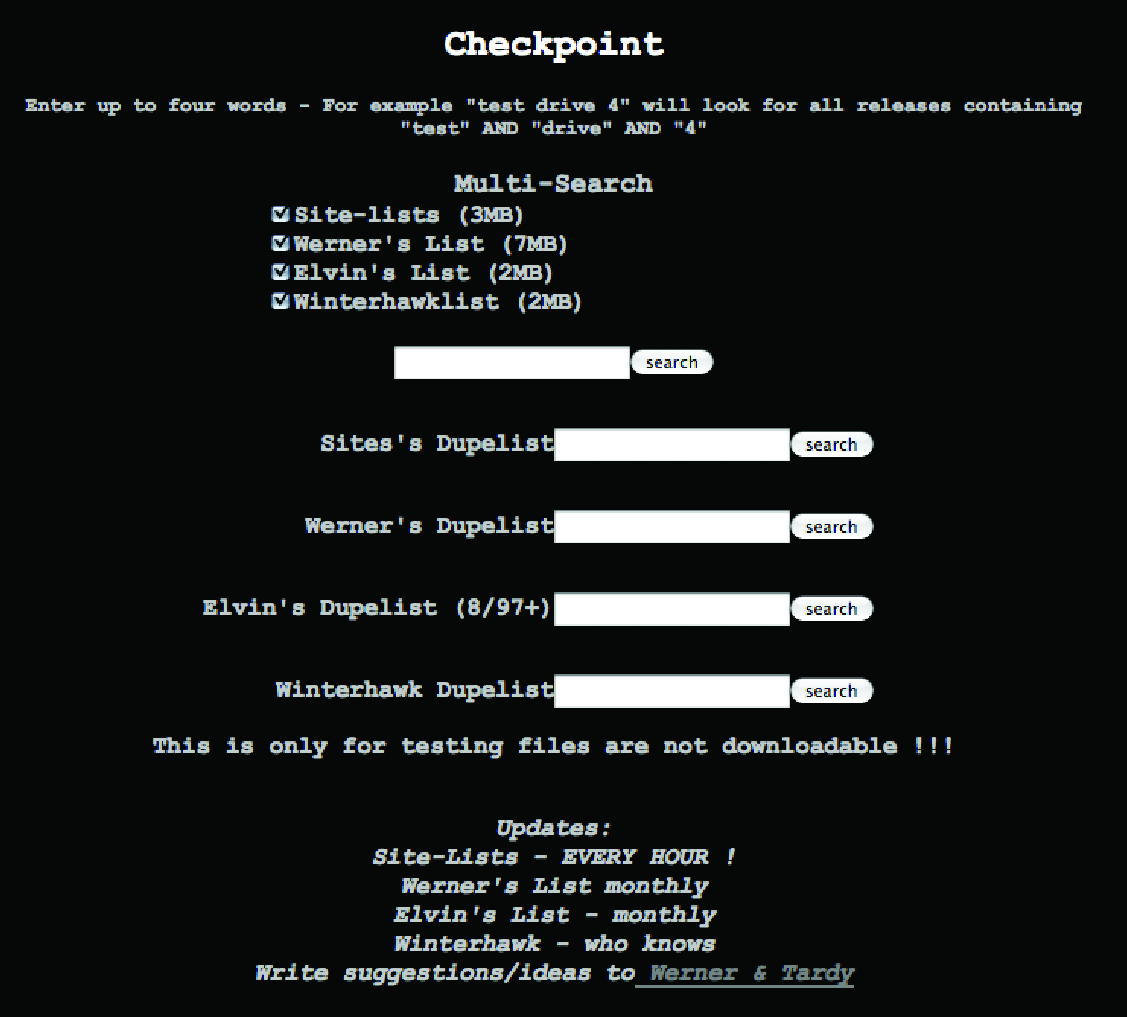 Checkpoint
Enter up to four words - For example "test drive 4" will look for all releases containing
"test" AND "drive" AND "4"
Multi-Search
Site-lists (3MB)
Werner's List (7MB)
Elvin's List (2MB)
Winterhawklist (2MB)
search
Sites's Dupelist search
Werner's Dupelist search
Elvin's Dupelist (8/97+) search
Winterhawk Dupelist search
This is only for testing files are not downloadable !!!
Updates:
Site-Lists - EVERY HOUR !
Werner's List monthly
Elvin's List - monthly
Winterhawk - who knows
Write suggestions/ideas to Werner & Tardy